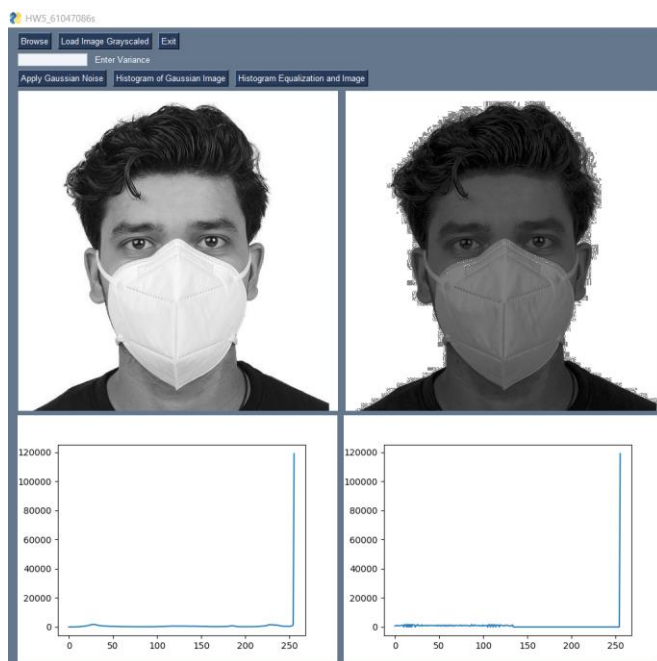 HW5_61047086s
Browse Load Image Grayscaled Exit
Enter Variance
Apply Gaussian Noise Histogram of Gaussian Image Histogram Equalization and Image
120000
100000
80000
60000
40000
20000
0
0 50 100 150 200 250
120000
100000
80000
60000
40000
20000
0
0 50 100 150 200 250